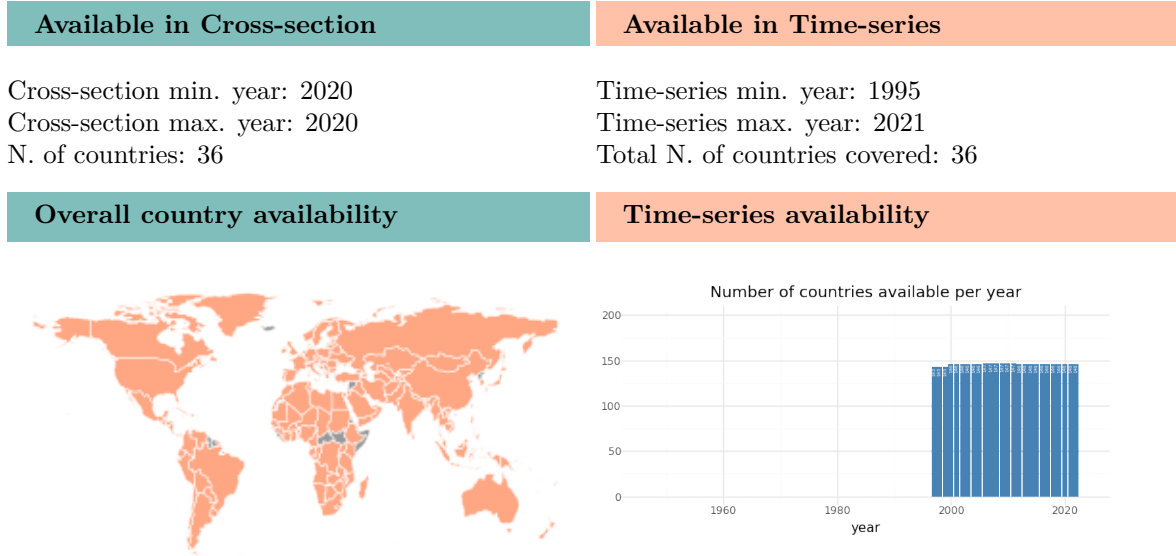 Available in Cross-section
Cross-section min. year: 2020
Cross-section max. year: 2020
N. of countries: 36
Available in Time-series
Time-series min. year: 1995
Time-series max. year: 2021
Total N. of countries covered: 36
Overall country availability
Time-series availability
Number of countries available per year
200
150
100
50
0
1960 1980 2000 2020
year